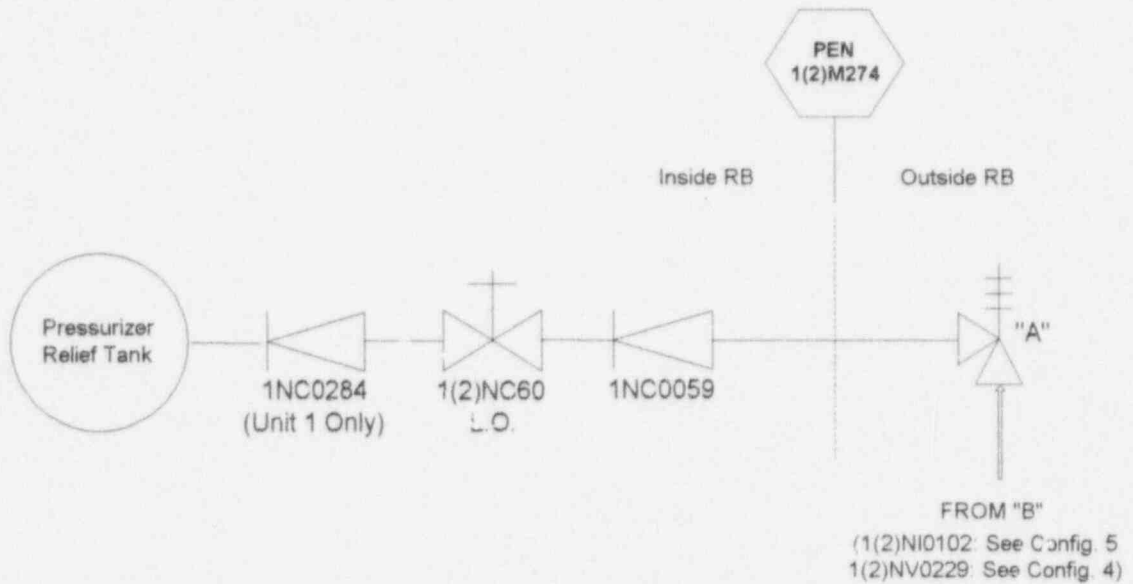 PEN
1(2)M274
Inside RB
Outside RB
Pressurizer
Relief Tank
1NC0284
(Unit 1 Only)
1(2)NC60
L.O.
1NC0059
"A"
FROM "B"
(1(2)NI0102: See Config. 5
1(2)NV0229: See Config. 4)